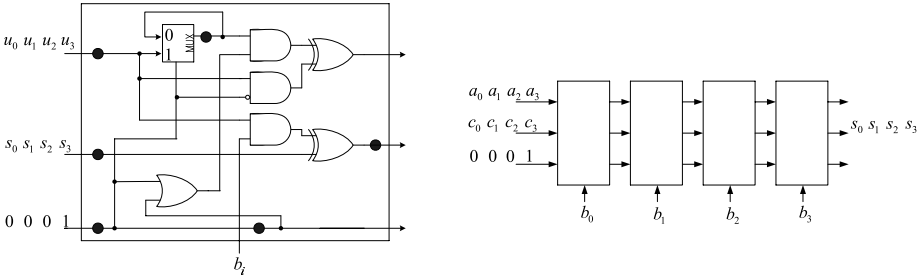 u₀ u₁ u₂ u₃
0
1
MUX
s₀ s₁ s₂ s₃
0 0 0 1
bᵢ
a₀ a₁ a₂ a₃
c₀ c₁ c₂ c₃
0 0 0 1
s₀ s₁ s₂ s₃
b₀ b₁ b₂ b₃